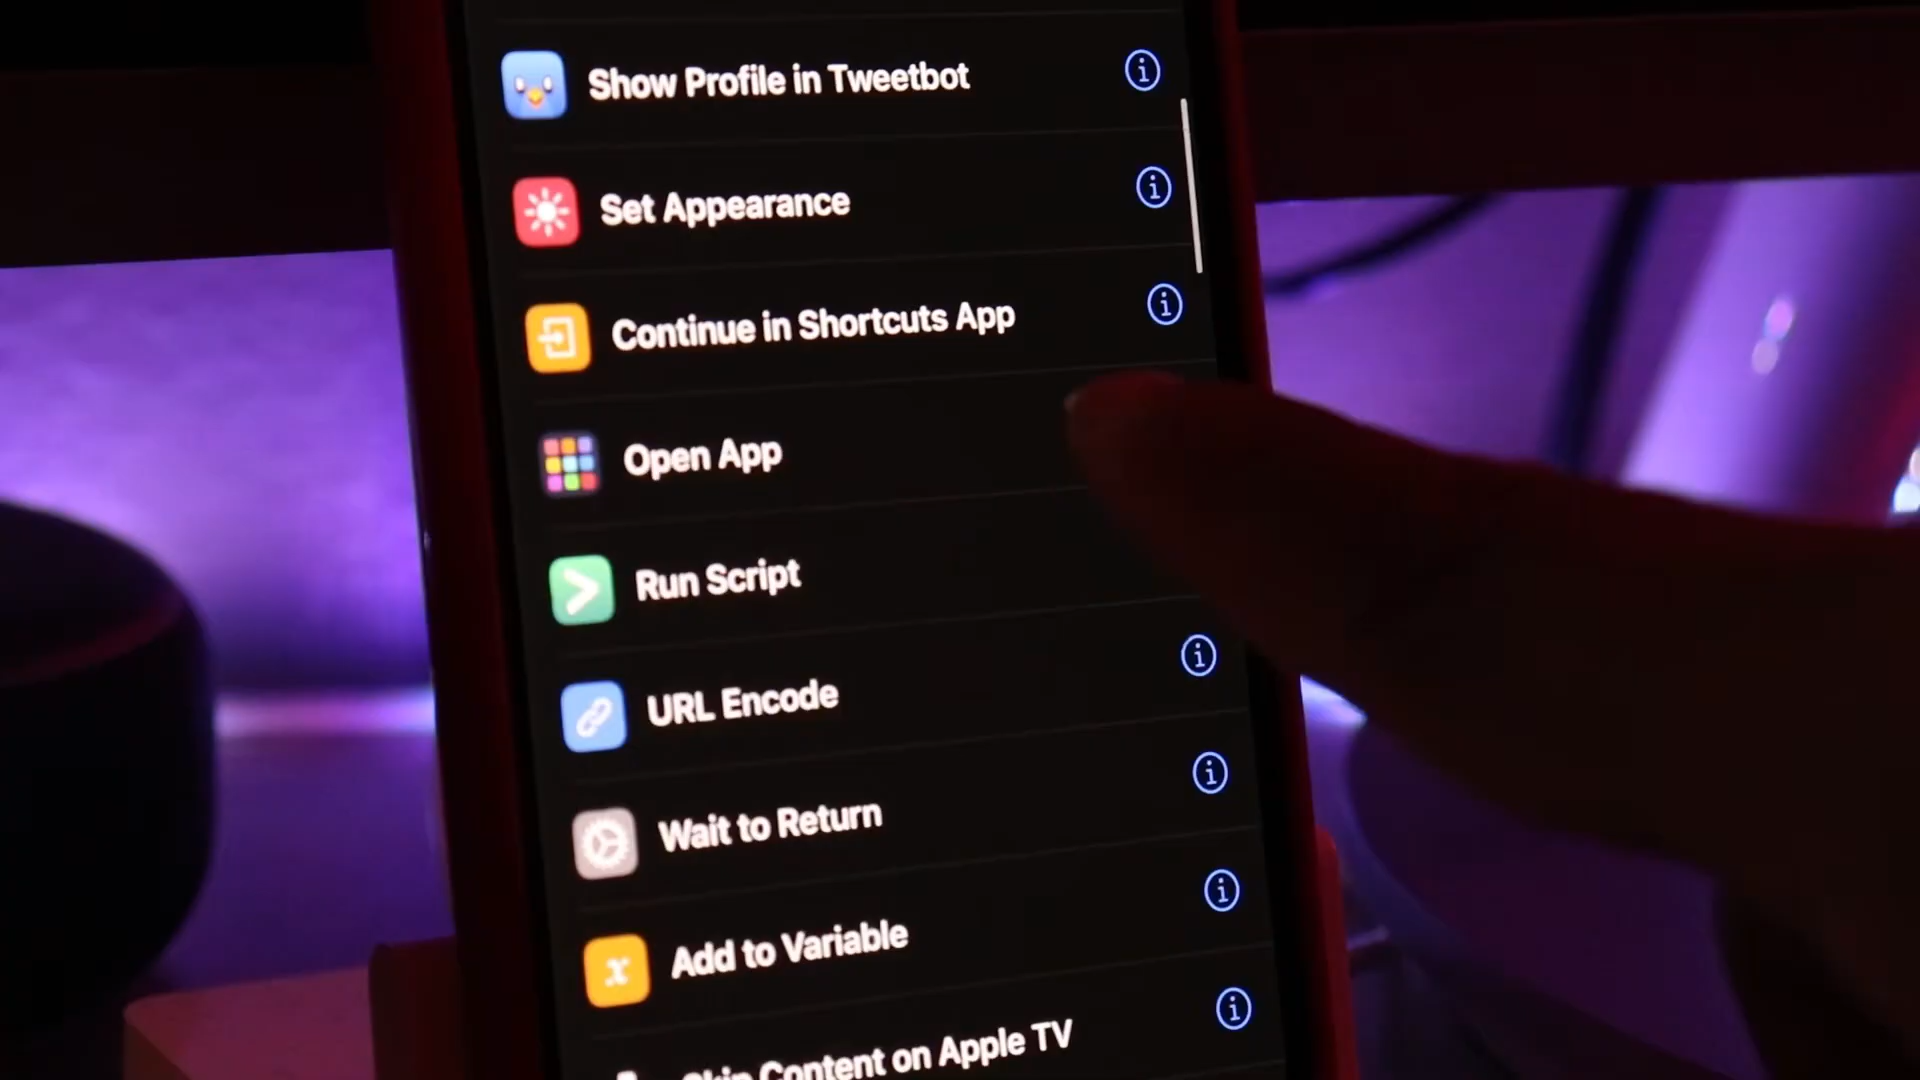 Show Profile in Tweetbot
Set Appearance
Continue in Shortcuts App
Open App
Run Script
URL Encode
Wait to Return
x Add to Variable
Skip Content on Apple TV